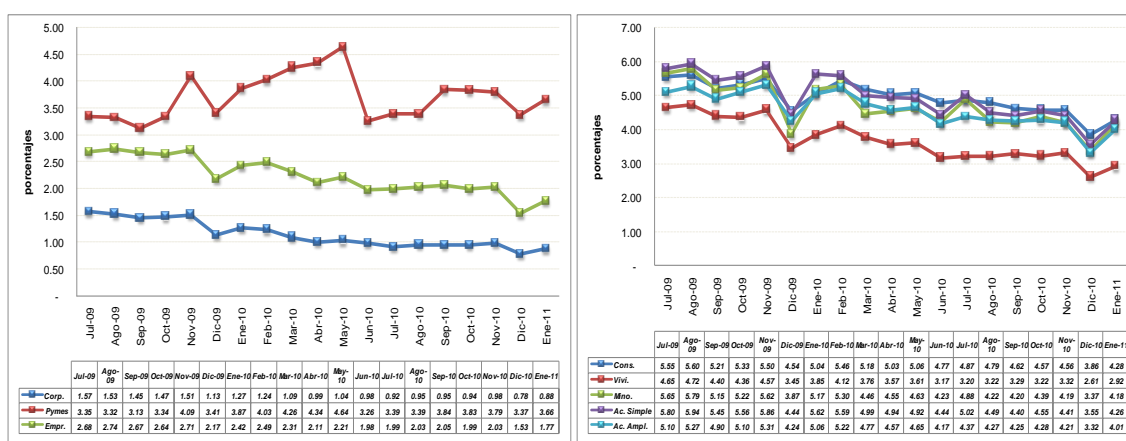 5.00
4.50
4.00
3.50
3.00
2.50
2.00
1.50
1.00
0.50
-
porcentajes
Jul-09 Ago-09 Sep-09 Oct-09 Nov-09 Dic-09 Ene-10 Feb-10 Mar-10 Abr-10 May-10 Jun-10 Jul-10 Ago-10 Sep-10 Oct-10 Nov-10 Dic-10 Ene-11
Jul-09 Ago-09 Sep-09 Oct-09 Nov-09 Dic-09 Ene-10 Feb-10 Mar-10 Abr-10 May-10 Jun-10 Jul-10 Ago-10 Sep-10 Oct-10 Nov-10 Dic-10 Ene-11
Corp. 1.57 1.53 1.45 1.47 1.51 1.13 1.27 1.24 1.09 0.99 1.04 0.98 0.92 0.95 0.95 0.94 0.98 0.78 0.88
Pymes 3.35 3.32 3.13 3.34 4.09 3.41 3.87 4.03 4.26 4.34 4.64 3.26 3.39 3.39 3.84 3.83 3.79 3.37 3.66
Empr. 2.68 2.74 2.67 2.64 2.71 2.17 2.42 2.49 2.31 2.11 2.21 1.98 1.99 2.03 2.05 1.99 2.03 1.53 1.77
7.00
6.00
5.00
4.00
3.00
2.00
1.00
-
porcentajes
Jul-09 Ago-09 Sep-09 Oct-09 Nov-09 Dic-09 Ene-10 Feb-10 Mar-10 Abr-10 May-10 Jun-10 Jul-10 Ago-10 Sep-10 Oct-10 Nov-10 Dic-10 Ene-11
Jul-09 Ago-09 Sep-09 Oct-09 Nov-09 Dic-09 Ene-10 Feb-10 Mar-10 Abr-10 May-10 Jun-10 Jul-10 Ago-10 Sep-10 Oct-10 Nov-10 Dic-10 Ene-11
Cons. 5.55 5.60 5.21 5.33 5.50 4.54 5.04 5.46 5.18 5.03 5.06 4.77 4.87 4.79 4.62 4.57 4.56 3.86 4.28
Vivi. 4.65 4.72 4.40 4.36 4.57 3.45 3.85 4.12 3.76 3.57 3.61 3.17 3.20 3.22 3.29 3.22 3.32 2.61 2.92
Mino. 5.65 5.79 5.15 5.22 5.62 3.87 5.17 5.30 4.46 4.55 4.63 4.23 4.88 4.22 4.20 4.39 4.19 3.37 4.18
Ac. Simple 5.80 5.94 5.45 5.56 5.86 4.44 5.62 5.59 4.99 4.94 4.92 4.44 5.02 4.49 4.40 4.55 4.41 3.55 4.26
Ac. Ampl. 5.10 5.27 4.90 5.10 5.31 4.24 5.06 5.22 4.77 4.57 4.65 4.17 4.37 4.27 4.25 4.28 4.21 3.32 4.01